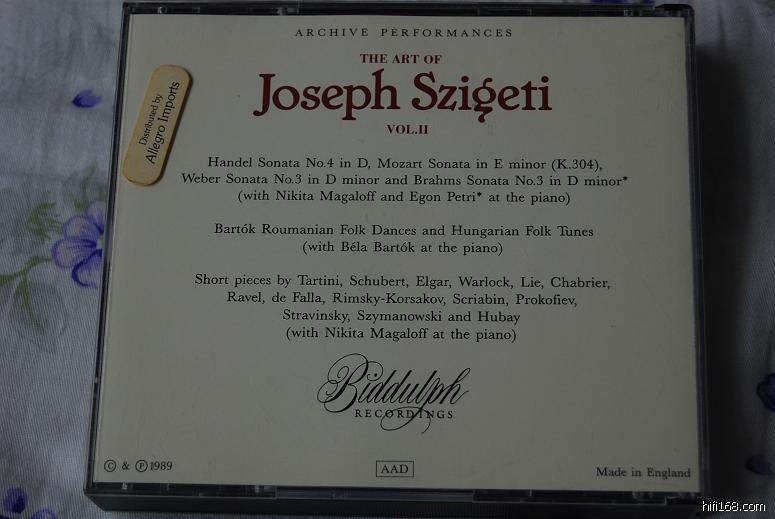 ARCHIVE PERFORMANCES
THE ART OF
Joseph Szigeti
VOL.II
Distributed by
Allegro Imports
Handel Sonata No.4 in D, Mozart Sonata in E minor (K.304),
Weber Sonata No.3 in D minor and Brahms Sonata No.3 in D minor*
(with Nikita Magaloff and Egon Petri* at the piano)
Bartók Roumanian Folk Dances and Hungarian Folk Tunes
(with Béla Bartók at the piano)
Short pieces by Tartini, Schubert, Elgar, Warlock, Lie, Chabrier,
Ravel, de Falla, Rimsky-Korsakov, Scriabin, Prokofiev,
Stravinsky, Szymanowski and Hubay
(with Nikita Magaloff at the piano)
Biddulph
RECORDINGS
© & ℗ 1989
AAD
Made in England
hifi168.com